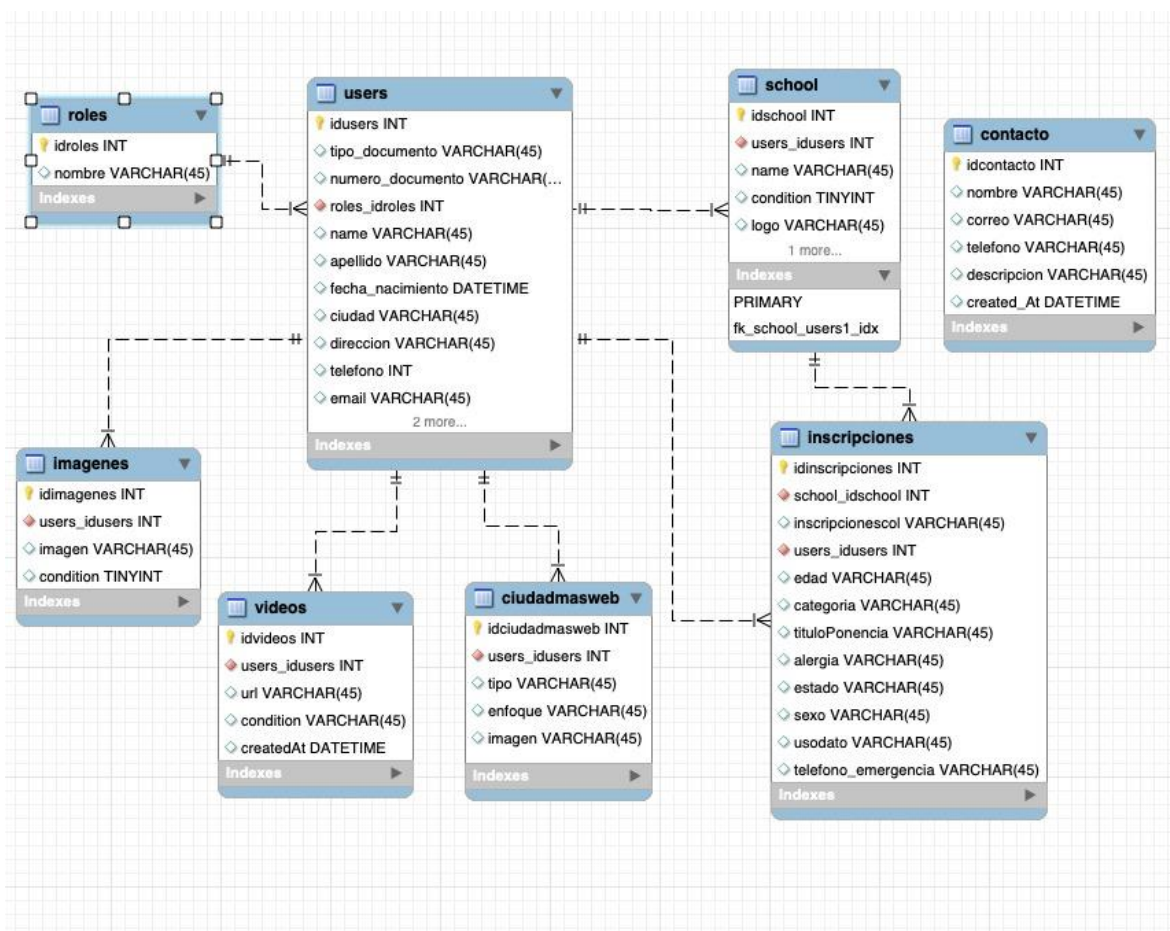 roles
idroles INT
nombre VARCHAR(45)
Indexes
users
idusers INT
tipo_documento VARCHAR(45)
numero_documento VARCHAR(...
roles_idroles INT
name VARCHAR(45)
apellido VARCHAR(45)
fecha_nacimiento DATETIME
ciudad VARCHAR(45)
direccion VARCHAR(45)
telefono INT
email VARCHAR(45)
2 more...
Indexes
school
idschool INT
users_idusers INT
name VARCHAR(45)
condition TINYINT
logo VARCHAR(45)
1 more...
Indexes
PRIMARY
fk_school_users1_idx
contacto
idcontacto INT
nombre VARCHAR(45)
correo VARCHAR(45)
telefono VARCHAR(45)
descripcion VARCHAR(45)
created_At DATETIME
Indexes
imagenes
idimagenes INT
users_idusers INT
imagen VARCHAR(45)
condition TINYINT
Indexes
videos
idvideos INT
users_idusers INT
url VARCHAR(45)
condition VARCHAR(45)
createdAt DATETIME
Indexes
ciudadmasweb
idciudadmasweb INT
users_idusers INT
tipo VARCHAR(45)
enfoque VARCHAR(45)
imagen VARCHAR(45)
Indexes
inscripciones
idinscripciones INT
school_idschool INT
inscripcionescol VARCHAR(45)
users_idusers INT
edad VARCHAR(45)
categoria VARCHAR(45)
tituloPonencia VARCHAR(45)
alergia VARCHAR(45)
estado VARCHAR(45)
sexo VARCHAR(45)
usodato VARCHAR(45)
telefono_emergencia VARCHAR(45)
Indexes